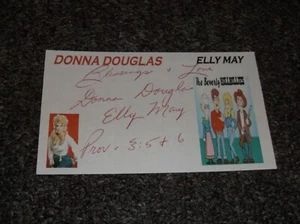 DONNA DOUGLAS
ELLY MAY
Blessings & Love
The Beverly HILLBILLIES
Donna Douglas
Elly May
Prov. 3:5 & 6